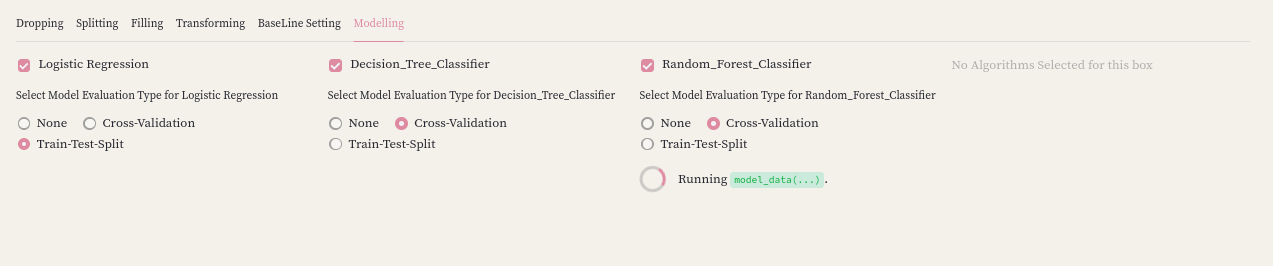 Dropping Splitting Filling Transforming BaseLine Setting Modelling
Logistic Regression
Select Model Evaluation Type for Logistic Regression
None Cross-Validation
Train-Test-Split
Decision_Tree_Classifier
Select Model Evaluation Type for Decision_Tree_Classifier
None Cross-Validation
Train-Test-Split
Random_Forest_Classifier
Select Model Evaluation Type for Random_Forest_Classifier
None Cross-Validation
Train-Test-Split
Running model_data(...).
No Algorithms Selected for this box